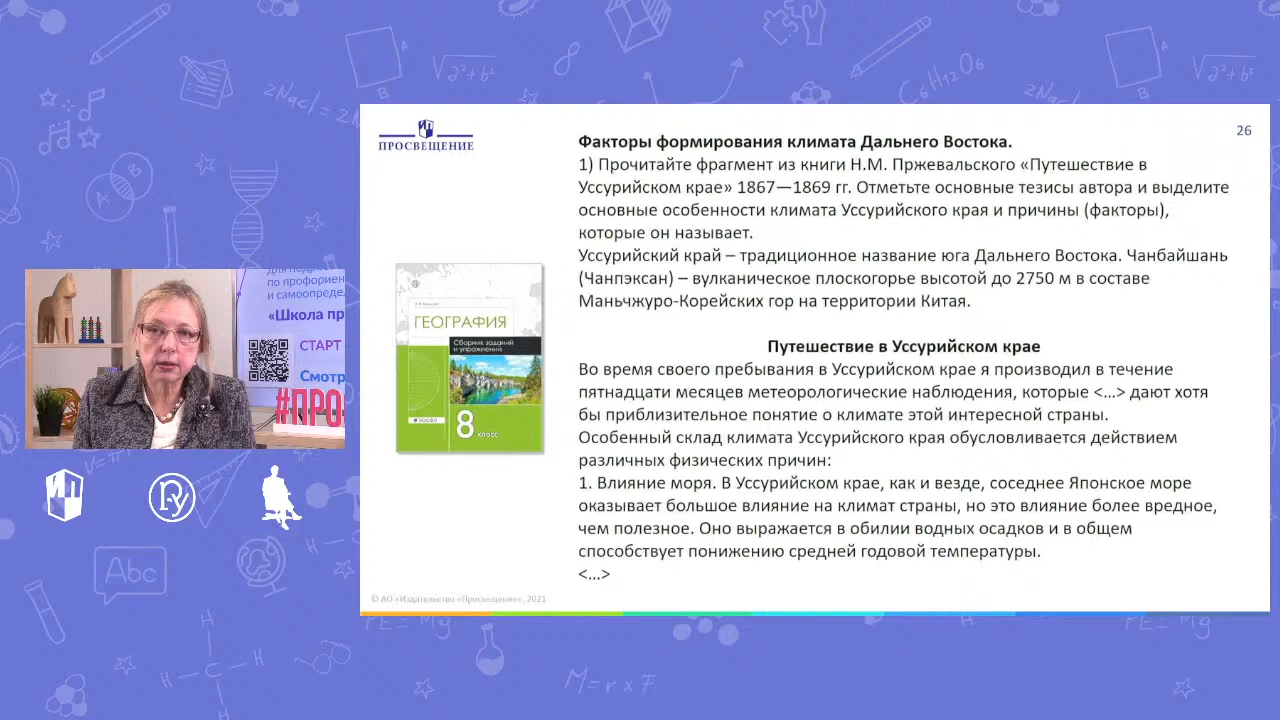 ПРОСВЕЩЕНИЕ
26
Факторы формирования климата Дальнего Востока.
1) Прочитайте фрагмент из книги Н.М. Пржевальского «Путешествие в
Уссурийском крае» 1867—1869 гг. Отметьте основные тезисы автора и выделите
основные особенности климата Уссурийского края и причины (факторы),
которые он называет.
Уссурийский край – традиционное название юга Дальнего Востока. Чанбайшань
(Чанпэксан) – вулканическое плоскогорье высотой до 2750 м в составе
Маньчжуро-Корейских гор на территории Китая.
Путешествие в Уссурийском крае
Во время своего пребывания в Уссурийском крае я производил в течение
пятнадцати месяцев метеорологические наблюдения, которые <...> дают хотя
бы приблизительное понятие о климате этой интересной страны.
Особенный склад климата Уссурийского края обусловливается действием
различных физических причин:
1. Влияние моря. В Уссурийском крае, как и везде, соседнее Японское море
оказывает большое влияние на климат страны, но это влияние более вредное,
чем полезное. Оно выражается в обилии водных осадков и в общем
способствует понижению средней годовой температуры.
<...>
ГЕОГРАФИЯ
Сборник заданий
и упражнений
8 класс
© АО «Издательство «Просвещение», 2021
по профориен
и самоопредел
«Школа пр
СТАРТ
Смотр
#ПРО
Abc
A
B
A
B
A
B
C₆H₁₂O₆
M=r x F